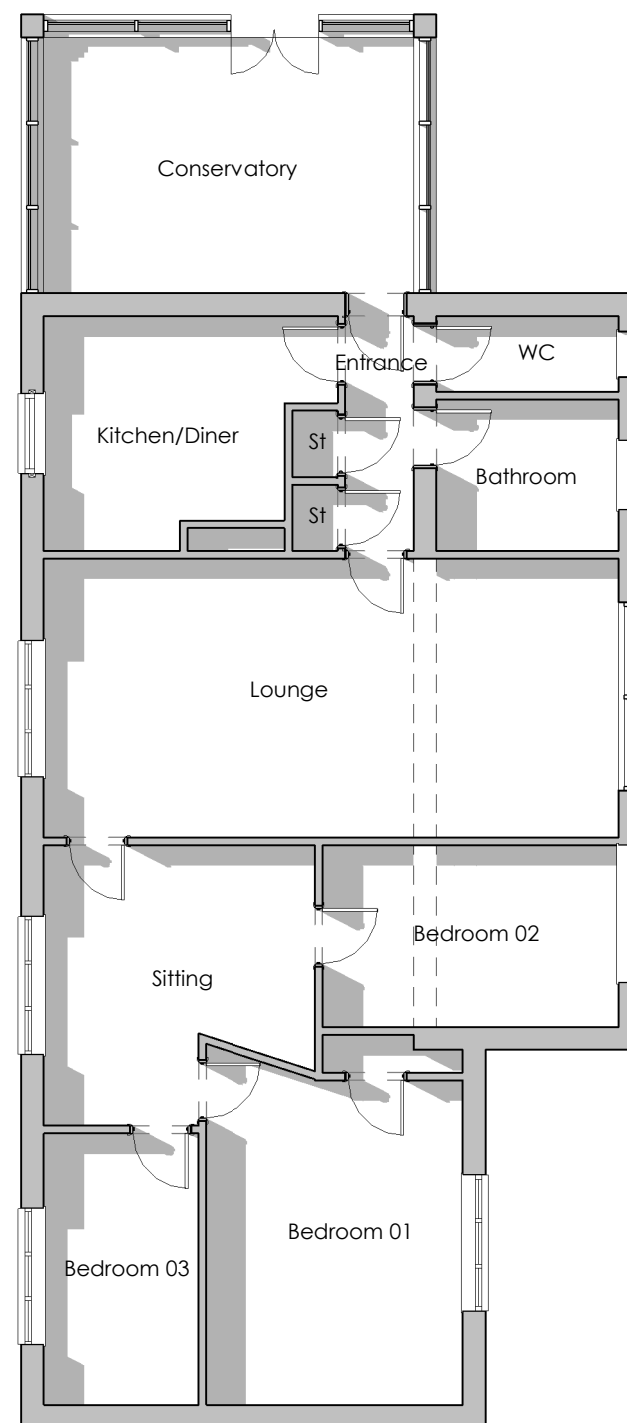 Conservatory
Entrance
WC
Kitchen/Diner
St
Bathroom
St
Lounge
Bedroom 02
Sitting
Bedroom 01
Bedroom 03